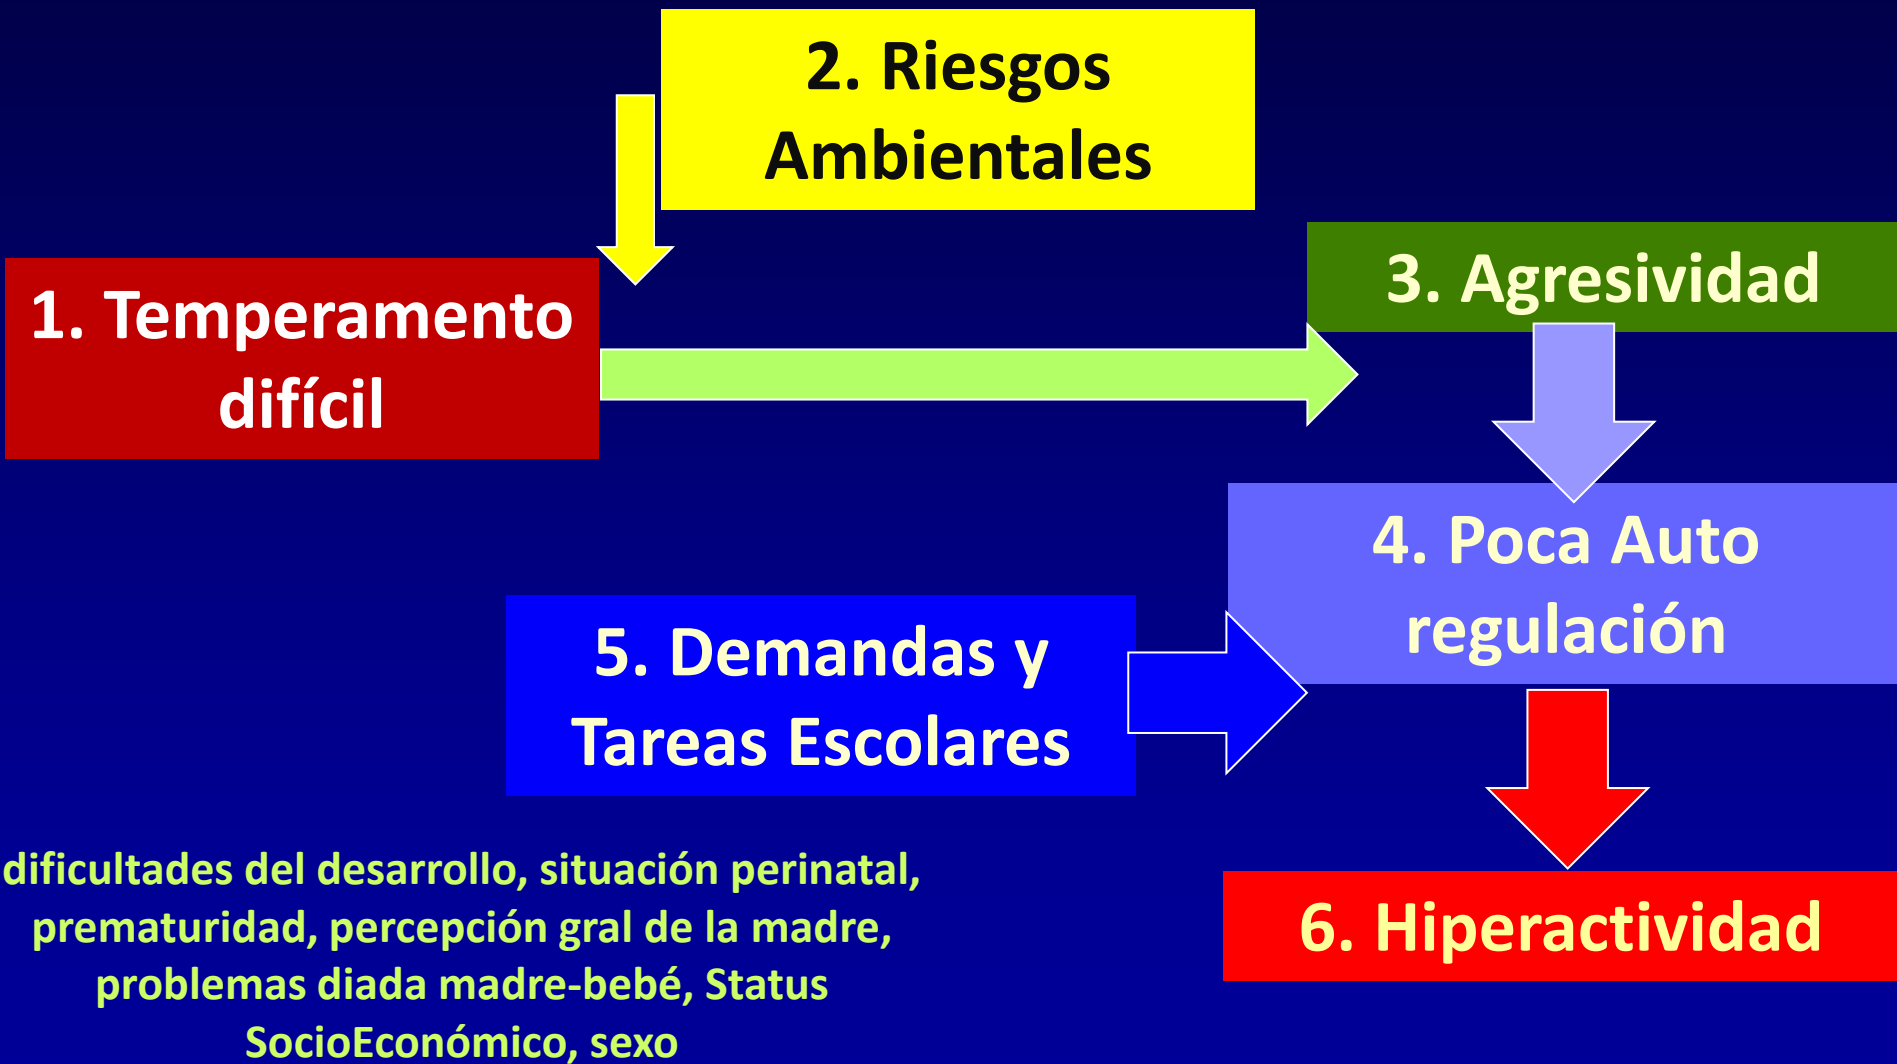 2. Riesgos
Ambientales
1. Temperamento
difícil
3. Agresividad
4. Poca Auto
regulación
5. Demandas y
Tareas Escolares
6. Hiperactividad
dificultades del desarrollo, situación perinatal,
prematuridad, percepción gral de la madre,
problemas diada madre-bebé, Status
SocioEconómico, sexo